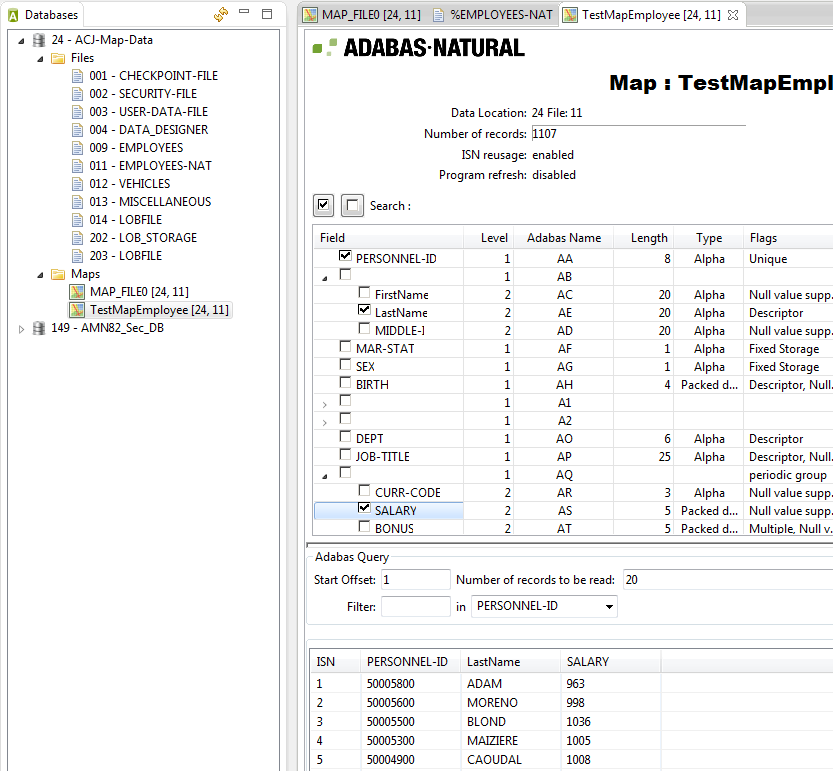 Databases
24 - ACJ-Map-Data
Files
001 - CHECKPOINT-FILE
002 - SECURITY-FILE
003 - USER-DATA-FILE
004 - DATA_DESIGNER
009 - EMPLOYEES
011 - EMPLOYEES-NAT
012 - VEHICLES
013 - MISCELLANEOUS
014 - LOBFILE
202 - LOB_STORAGE
203 - LOBFILE
Maps
MAP_FILE0 [24, 11]
TestMapEmployee [24, 11]
149 - AMN82_Sec_DB
MAP_FILE0 [24, 11] %EMPLOYEES-NAT TestMapEmployee [24, 11]
ADABAS·NATURAL
Map : TestMapEmpl
Data Location: 24 File: 11
Number of records: 1107
ISN reusage: enabled
Program refresh: disabled
Search :
Field Level Adabas Name Length Type Flags
PERSONNEL-ID 1 AA 8 Alpha Unique
1 AB
FirstName 2 AC 20 Alpha Null value supp.
LastName 2 AE 20 Alpha Descriptor
MIDDLE-I 2 AD 20 Alpha Null value supp.
MAR-STAT 1 AF 1 Alpha Fixed Storage
SEX 1 AG 1 Alpha Fixed Storage
BIRTH 1 AH 4 Packed d... Descriptor, Null.
1 A1
1 A2
DEPT 1 AO 6 Alpha Descriptor
JOB-TITLE 1 AP 25 Alpha Descriptor, Null.
1 AQ periodic group
CURR-CODE 2 AR 3 Alpha Null value supp.
SALARY 2 AS 5 Packed d... Null value supp.
BONUS 2 AT 5 Packed d... Multiple, Null v.
Adabas Query
Start Offset: 1 Number of records to be read: 20
Filter: in PERSONNEL-ID
ISN PERSONNEL-ID LastName SALARY
1 50005800 ADAM 963
2 50005600 MORENO 998
3 50005500 BLOND 1036
4 50005300 MAIZIERE 1005
5 50004900 CAOUDAL 1008